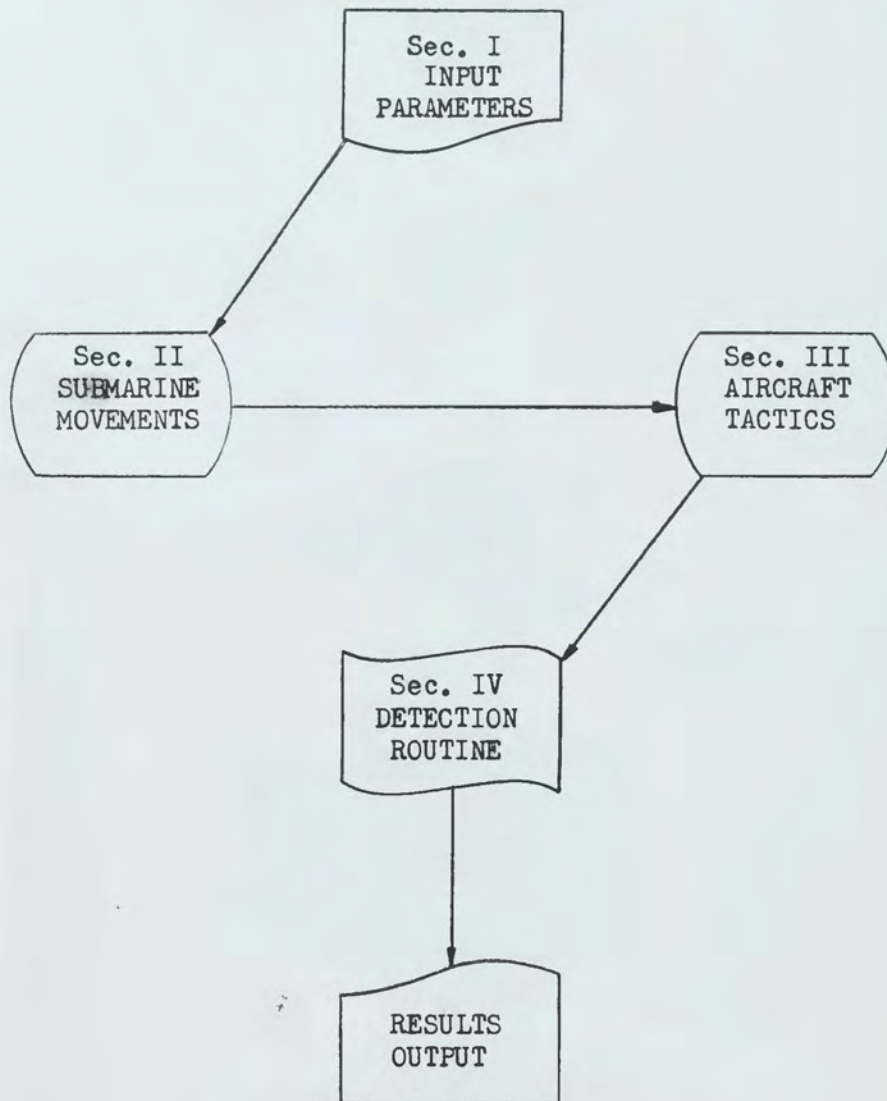 Sec. I
INPUT
PARAMETERS
Sec. II
SUBMARINE
MOVEMENTS
Sec. III
AIRCRAFT
TACTICS
Sec. IV
DETECTION
ROUTINE
RESULTS
OUTPUT